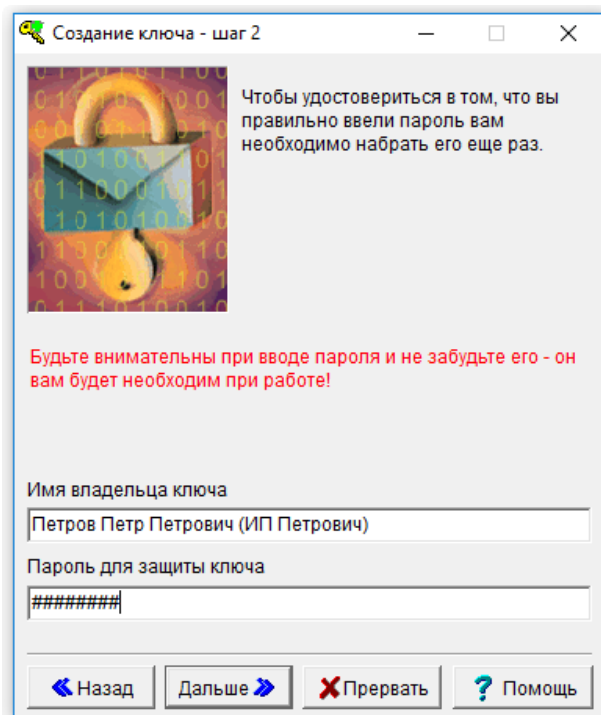 Создание ключа - шаг 2
Чтобы удостовериться в том, что вы
правильно ввели пароль вам
необходимо набрать его еще раз.
Будьте внимательны при вводе пароля и не забудьте его - он
вам будет необходим при работе!
Имя владельца ключа
Петров Петр Петрович (ИП Петрович)
Пароль для защиты ключа
########
Назад
Дальше
Прервать
? Помощь